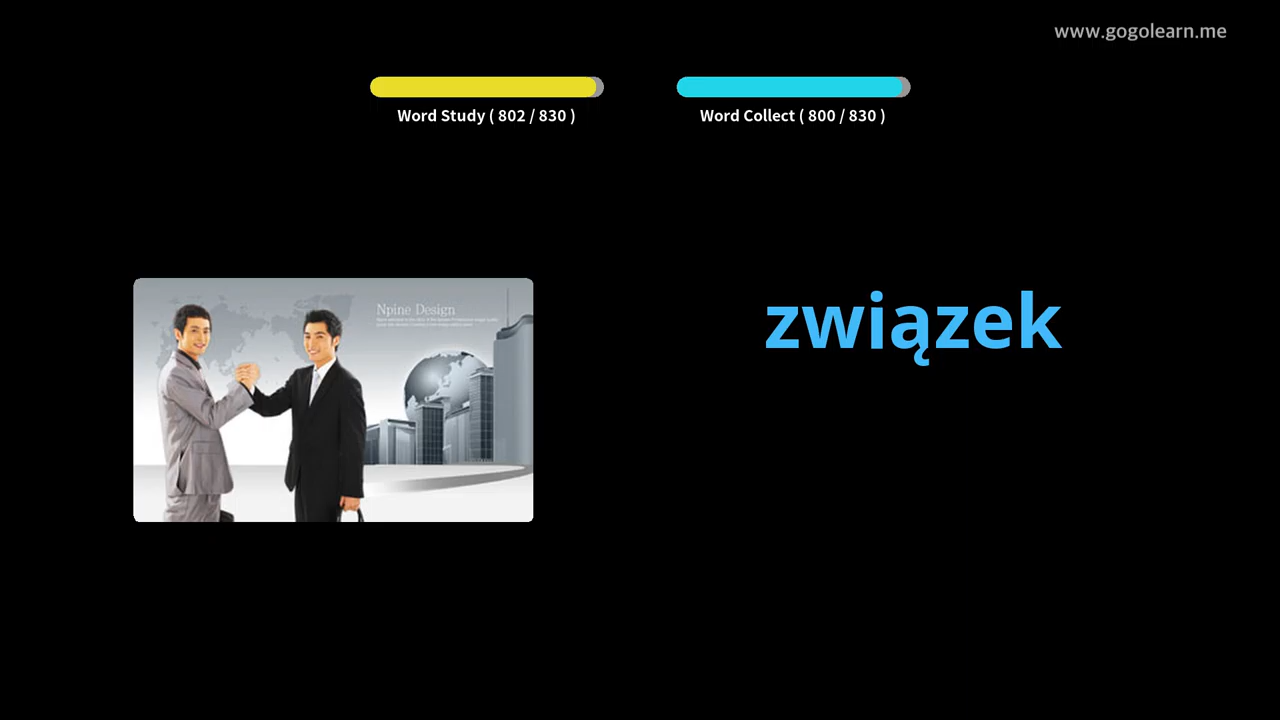 www.gogolearn.me
Word Study ( 802 / 830 )
Word Collect ( 800 / 830 )
Npine Design
związek